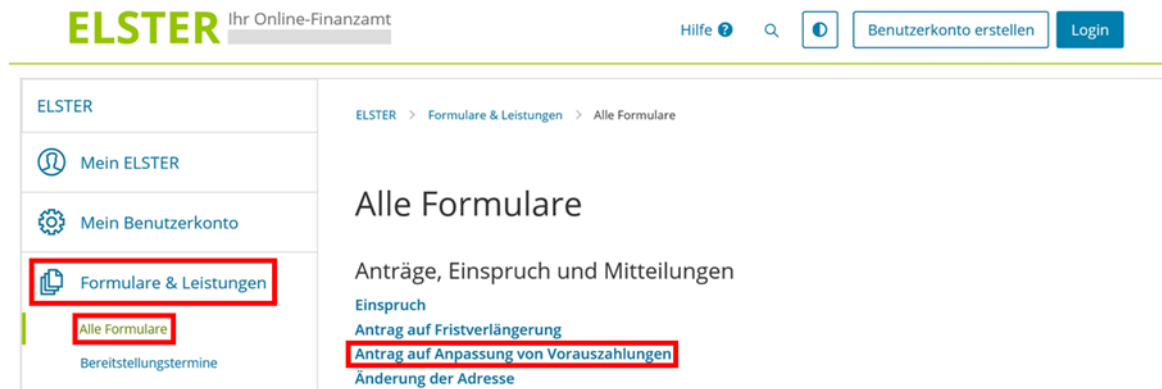 ELSTER Ihr Online-Finanzamt
Hilfe ?
Benutzerkonto erstellen
Login
ELSTER
Mein ELSTER
Mein Benutzerkonto
Formulare & Leistungen
Alle Formulare
Bereitstellungstermine
ELSTER > Formulare & Leistungen > Alle Formulare
Alle Formulare
Anträge, Einspruch und Mitteilungen
Einspruch
Antrag auf Fristverlängerung
Antrag auf Anpassung von Vorauszahlungen
Änderung der Adresse